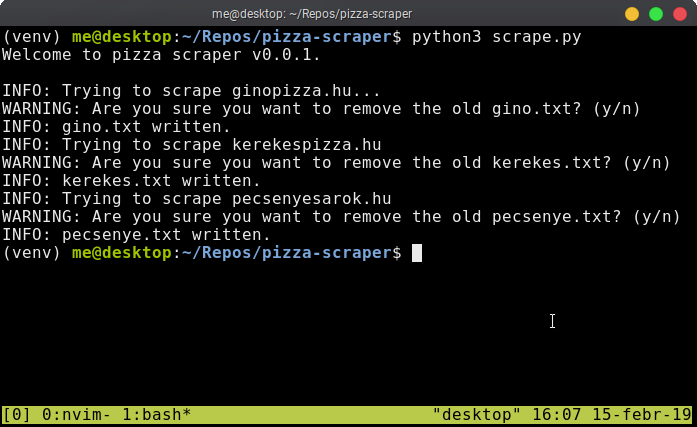 me@desktop: ~/Repos/pizza-scraper
(venv) me@desktop:~/Repos/pizza-scraper$ python3 scrape.py
Welcome to pizza scraper v0.0.1.
INFO: Trying to scrape ginopizza.hu...
WARNING: Are you sure you want to remove the old gino.txt? (y/n)
INFO: gino.txt written.
INFO: Trying to scrape kerekespizza.hu
WARNING: Are you sure you want to remove the old kerekes.txt? (y/n)
INFO: kerekes.txt written.
INFO: Trying to scrape pecsenyesarok.hu
WARNING: Are you sure you want to remove the old pecsenye.txt? (y/n)
INFO: pecsenye.txt written.
(venv) me@desktop:~/Repos/pizza-scraper$
[0] 0:nvim- 1:bash* "desktop" 16:07 15-febr-19